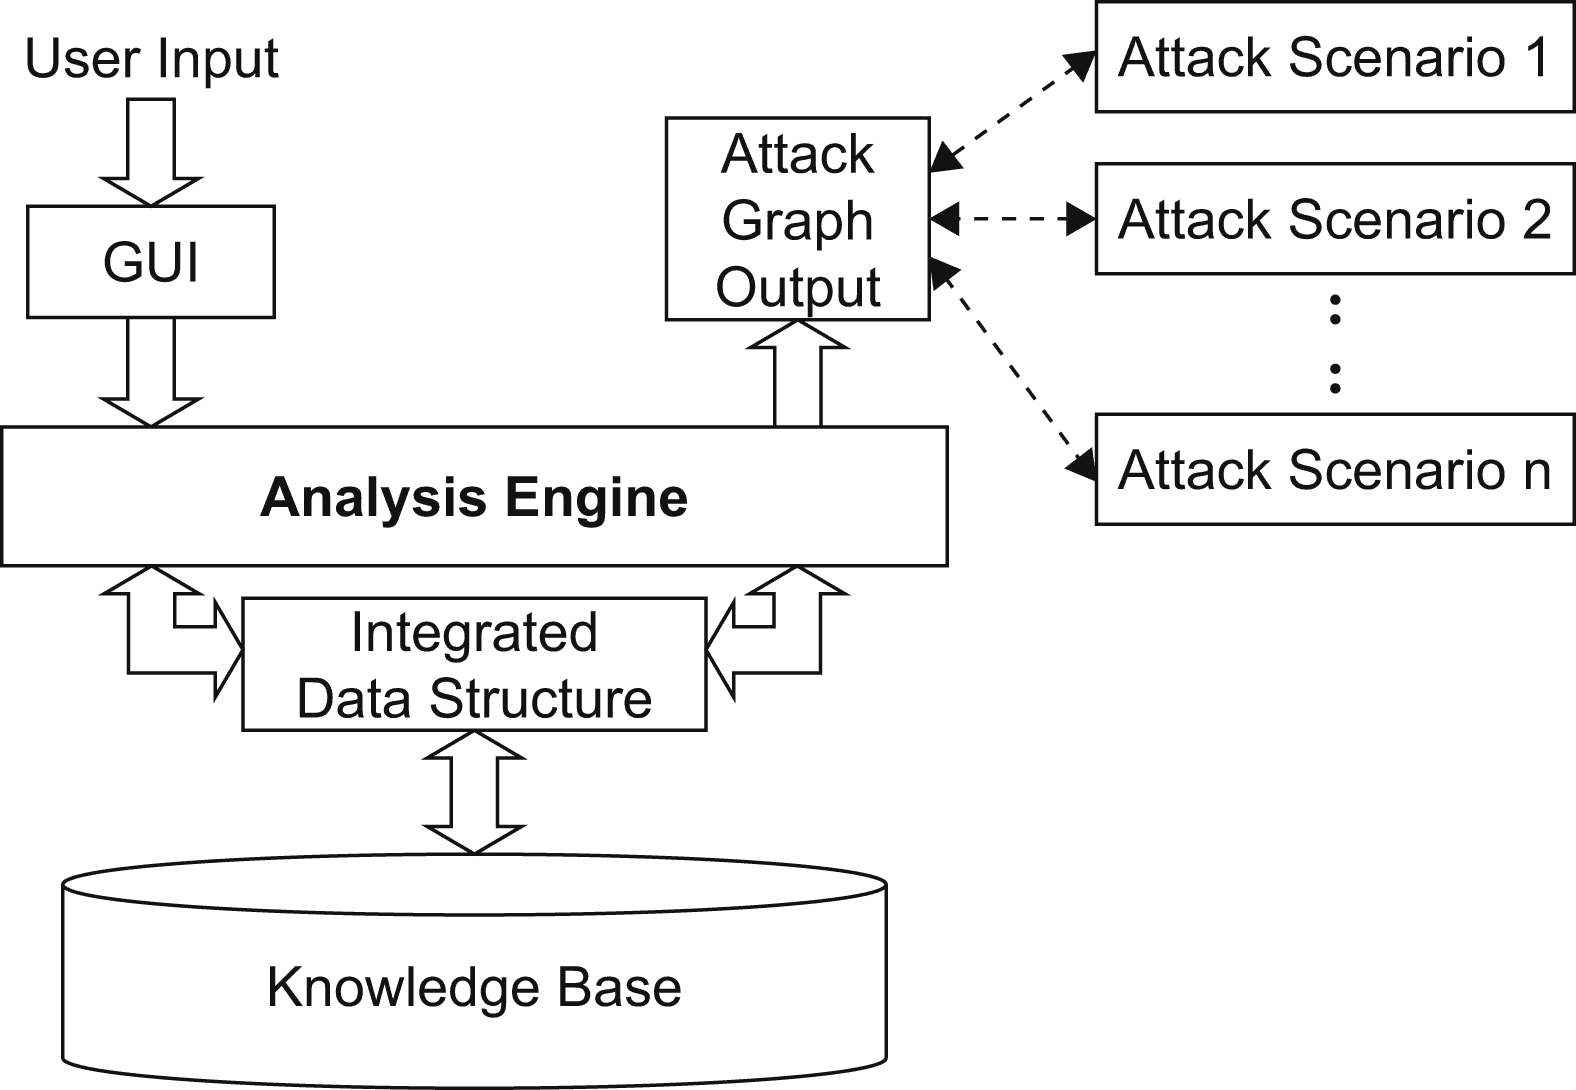 User Input
GUI
Attack
Graph
Output
Attack Scenario 1
Attack Scenario 2
Attack Scenario n
Analysis Engine
Integrated
Data Structure
Knowledge Base